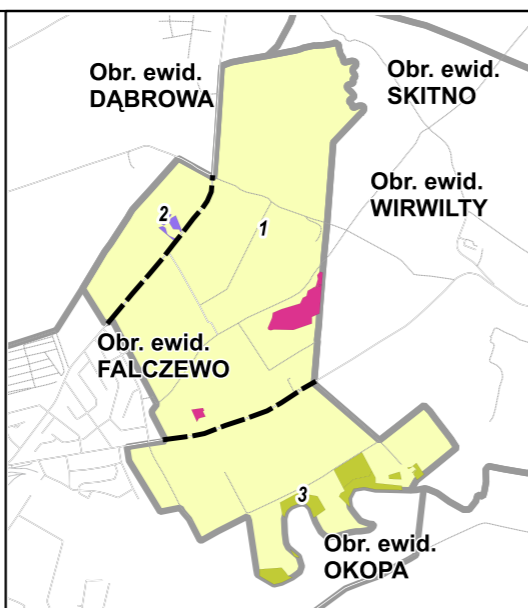 Obr. ewid.
DĄBROWA
Obr. ewid.
SKITNO
Obr. ewid.
WIRWILTY
2
1
Obr. ewid.
FALCZEWO
3
Obr. ewid.
OKOPA